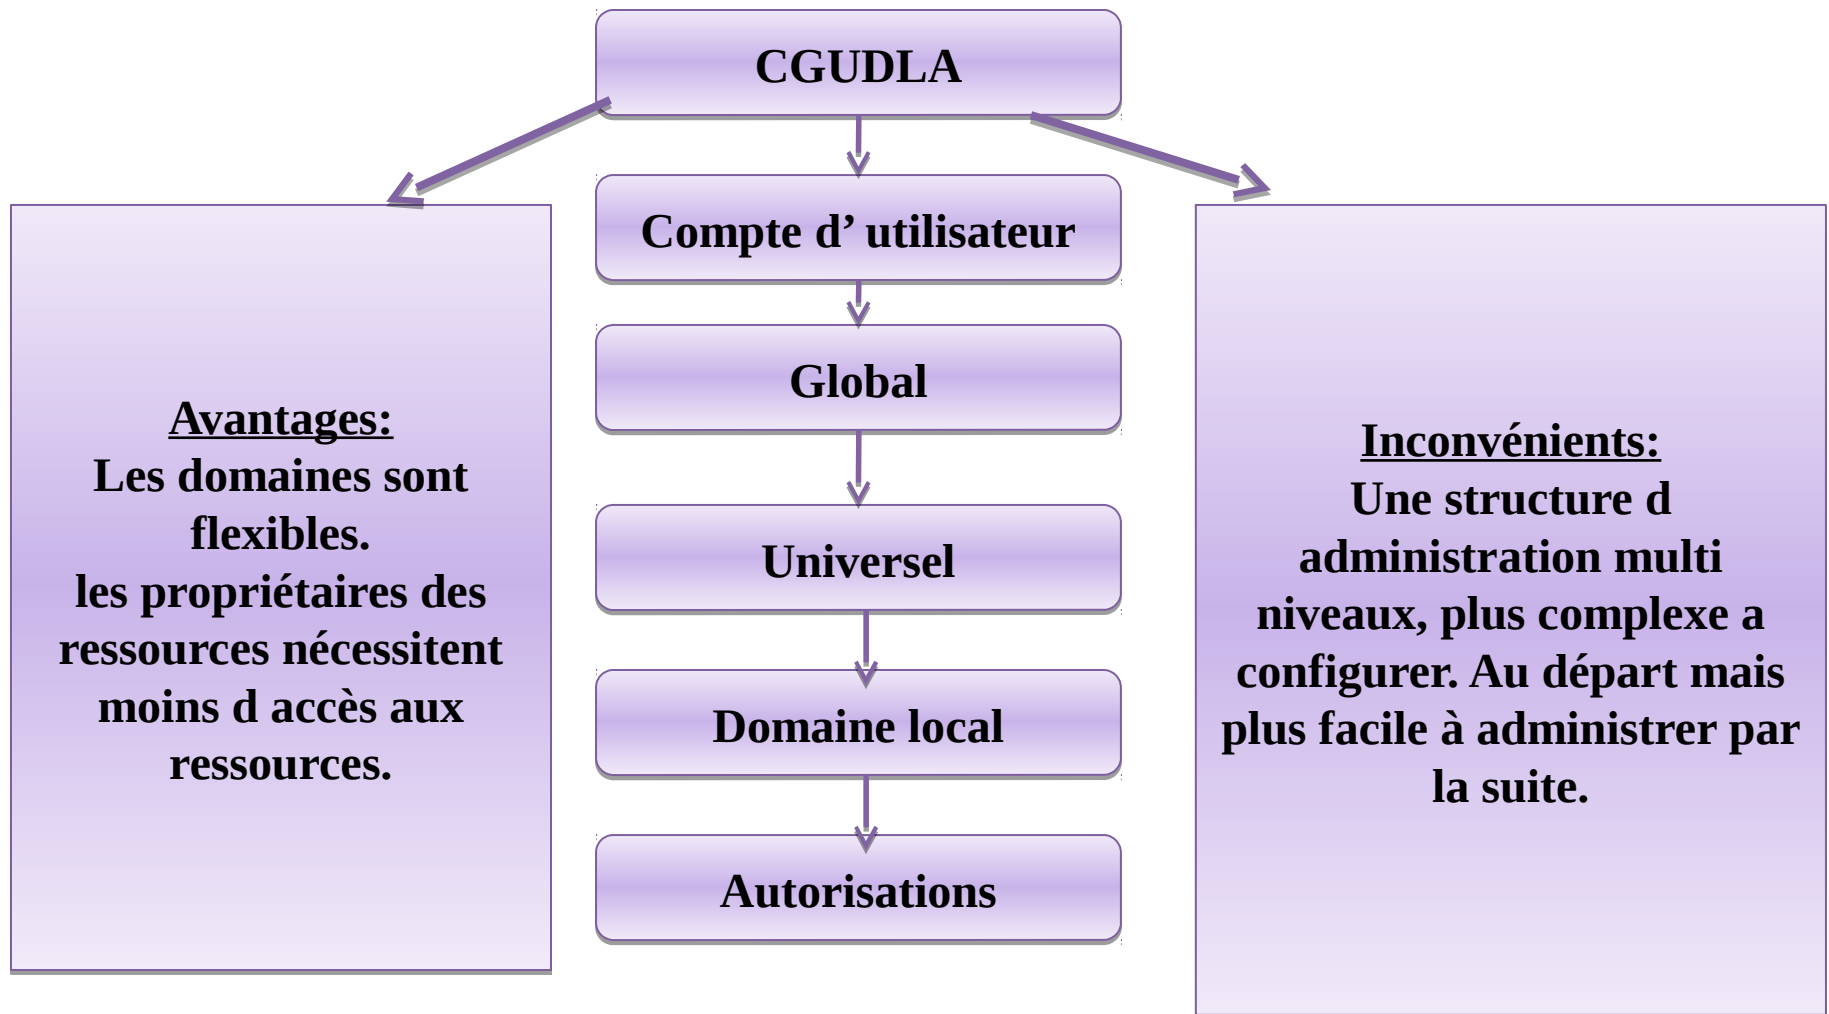 CGUDLA
Compte d’ utilisateur
Global
Universel
Domaine local
Autorisations
Avantages:
Les domaines sont
flexibles.
les propriétaires des
ressources nécessitent
moins d accès aux
ressources.
Inconvénients:
Une structure d
administration multi
niveaux, plus complexe a
configurer. Au départ mais
plus facile à administrer par
la suite.